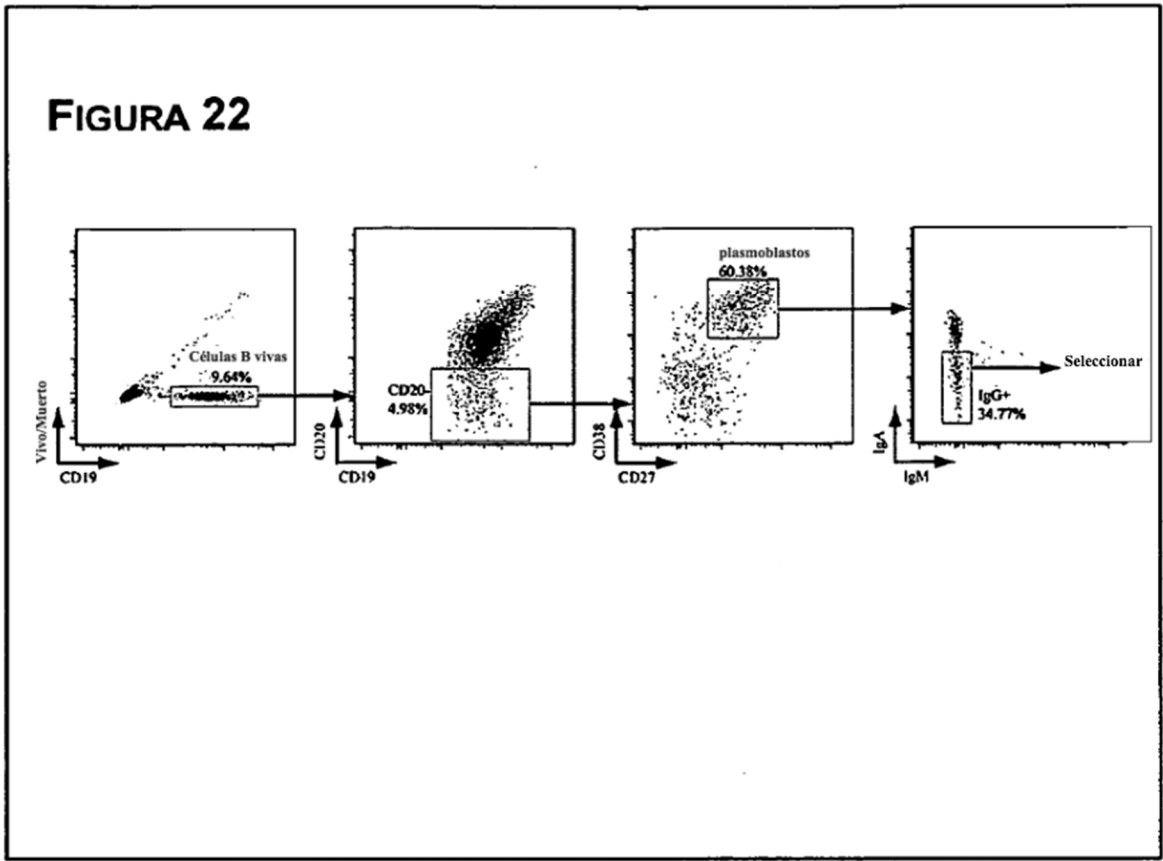 FIGURA 22
Células B vivas
9.64%
Vivo/Muerto
CD19
CD20-
4.98%
CD20
CD19
plasmoblastos
60.38%
CD38
CD27
Seleccionar
IgG+
34.77%
IgA
IgM